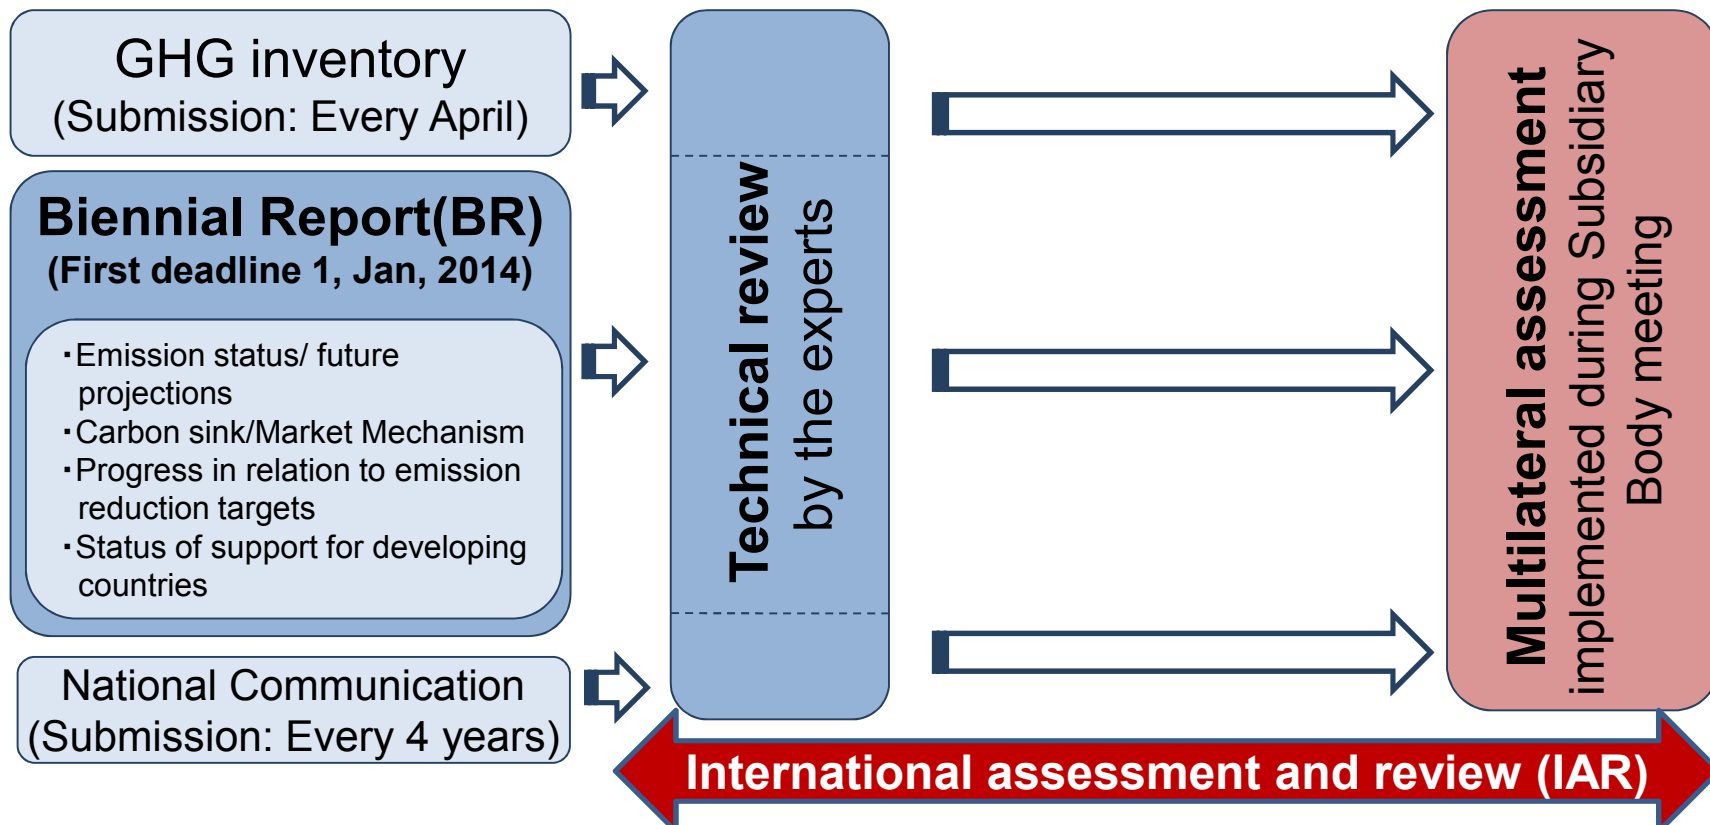 GHG inventory
(Submission: Every April)
Biennial Report(BR)
(First deadline 1, Jan, 2014)
・Emission status/ future
projections
・Carbon sink/Market Mechanism
・Progress in relation to emission
reduction targets
・Status of support for developing
countries
National Communication
(Submission: Every 4 years)
Technical review
by the experts
Multilateral assessment
implemented during Subsidiary
Body meeting
International assessment and review (IAR)